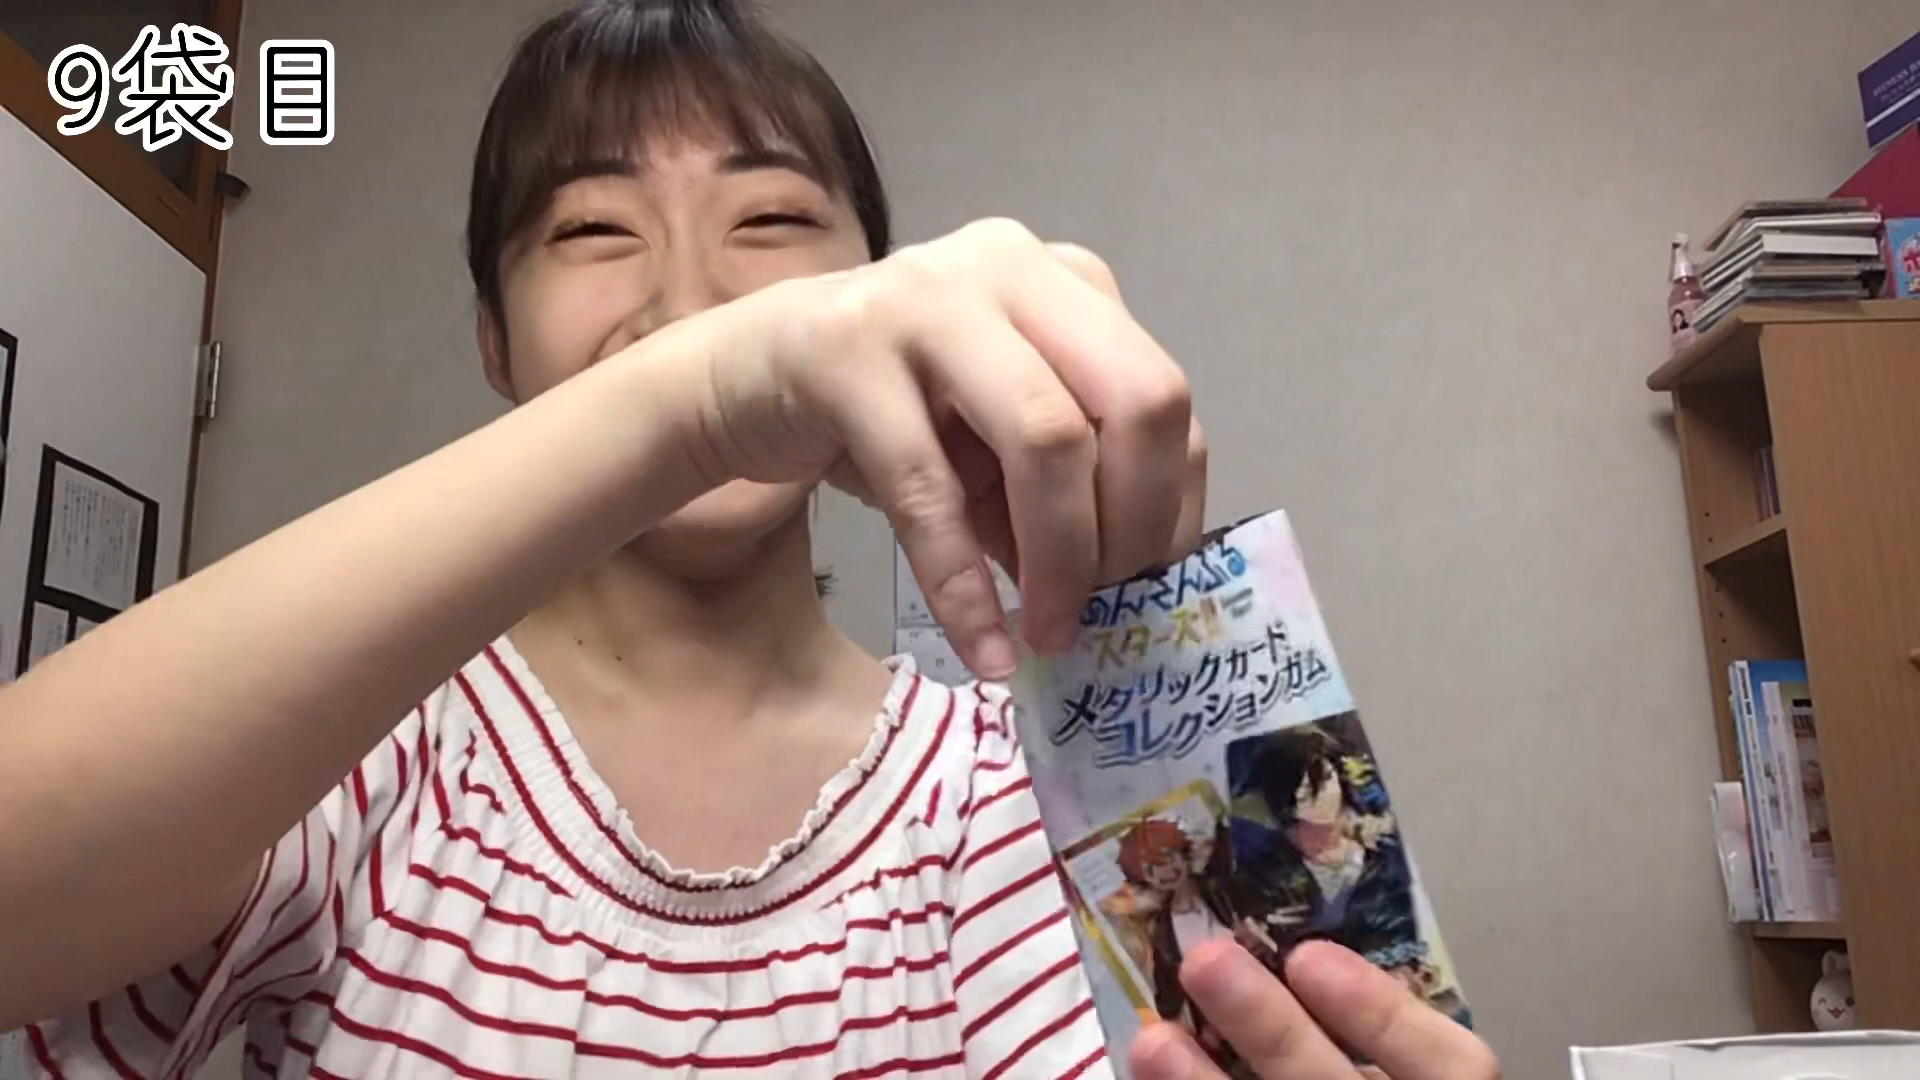 9袋目
あんさんぶる
スターズ!!
メタリックカード
コレクションガム